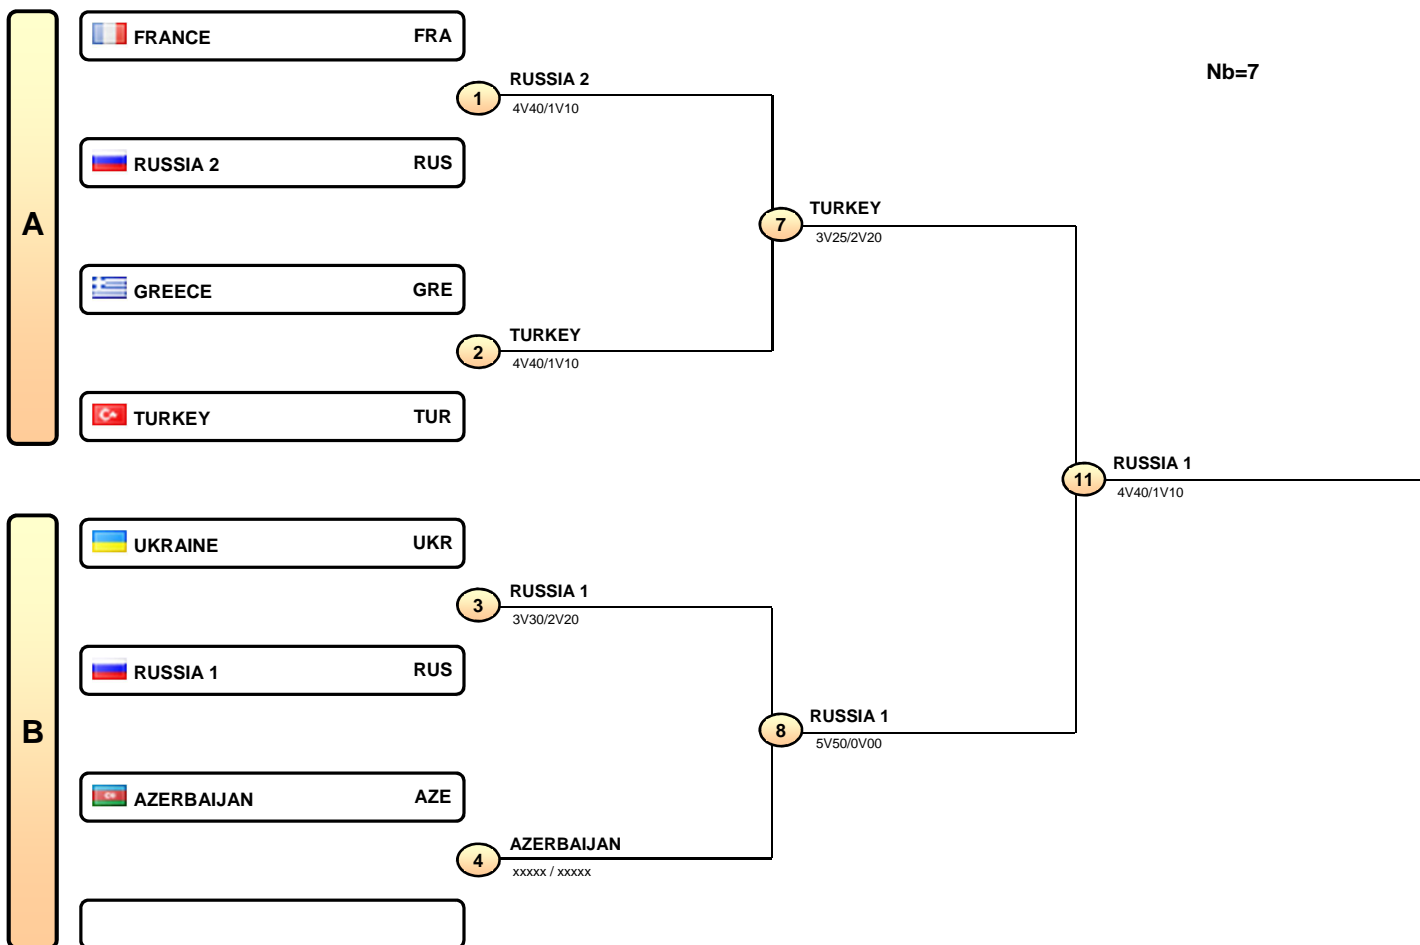 FRANCE FRA
Nb=7
RUSSIA 2
1
4V40/1V10
RUSSIA 2 RUS
A
TURKEY
7
3V25/2V20
GREECE GRE
TURKEY
2
4V40/1V10
TURKEY TUR
RUSSIA 1
11
4V40/1V10
UKRAINE UKR
RUSSIA 1
3
3V30/2V20
RUSSIA 1 RUS
B
RUSSIA 1
8
5V50/0V00
AZERBAIJAN AZE
AZERBAIJAN
4
xxxxx / xxxxx